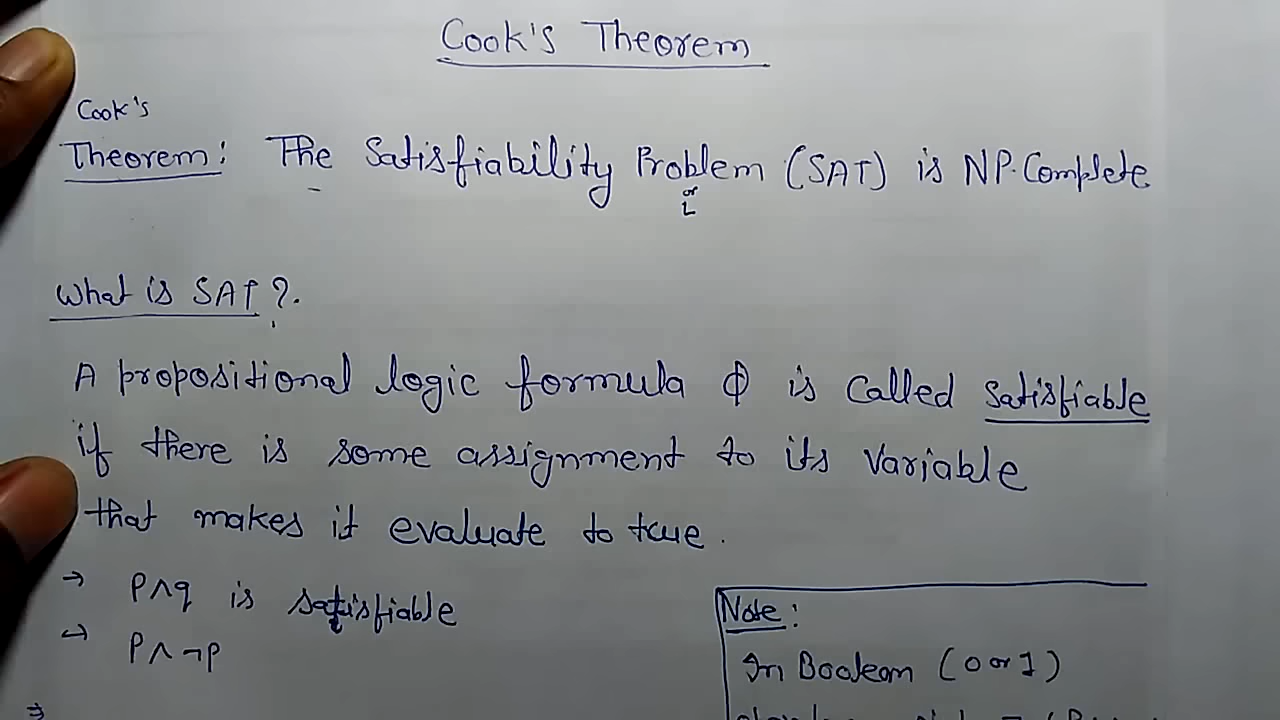 Cook's Theorem
Cook's
Theorem: The Satisfiability Problem (SAT) is NP-Complete
or
L
What is SAT ?.
A propositional logic formula Φ is called satisfiable
if there is some assignment to its variable
that makes it evaluate to true.
→ P∧q is satisfiable
→ P∧¬P
Note:
In Boolean (0 or 1)
⇒